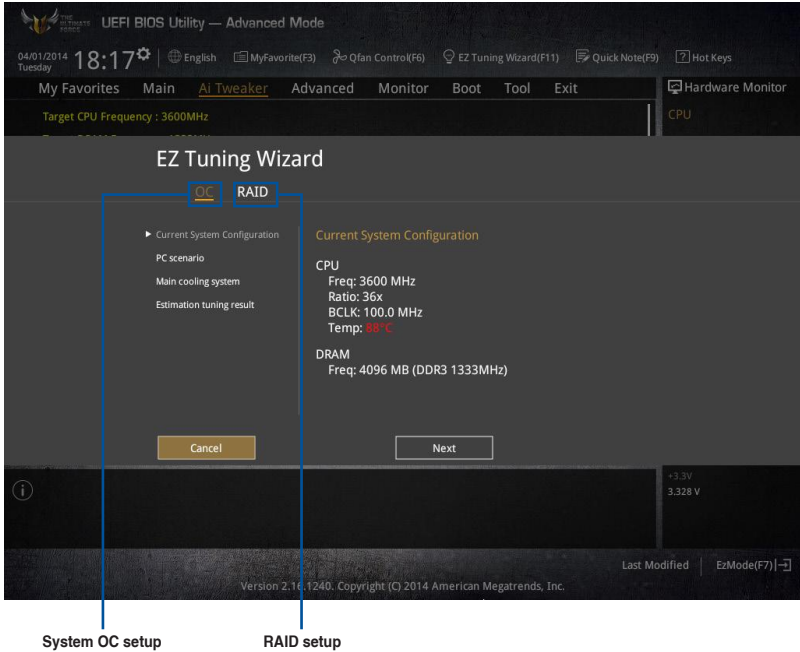 THE ULTIMATE FORCE UEFI BIOS Utility — Advanced Mode
04/01/2014 Tuesday 18:17 English MyFavorite(F3) Qfan Control(F6) EZ Tuning Wizard(F11) Quick Note(F9) ? Hot Keys
My Favorites Main Ai Tweaker Advanced Monitor Boot Tool Exit Hardware Monitor
Target CPU Frequency : 3600MHz
CPU
EZ Tuning Wizard
OC RAID
Current System Configuration
PC scenario
Main cooling system
Estimation tuning result
Current System Configuration
CPU
Freq: 3600 MHz
Ratio: 36x
BCLK: 100.0 MHz
Temp: 88°C
DRAM
Freq: 4096 MB (DDR3 1333MHz)
Cancel Next
+3.3V
3.328 V
Last Modified EzMode(F7)
Version 2.16.1240. Copyright (C) 2014 American Megatrends, Inc.
System OC setup RAID setup